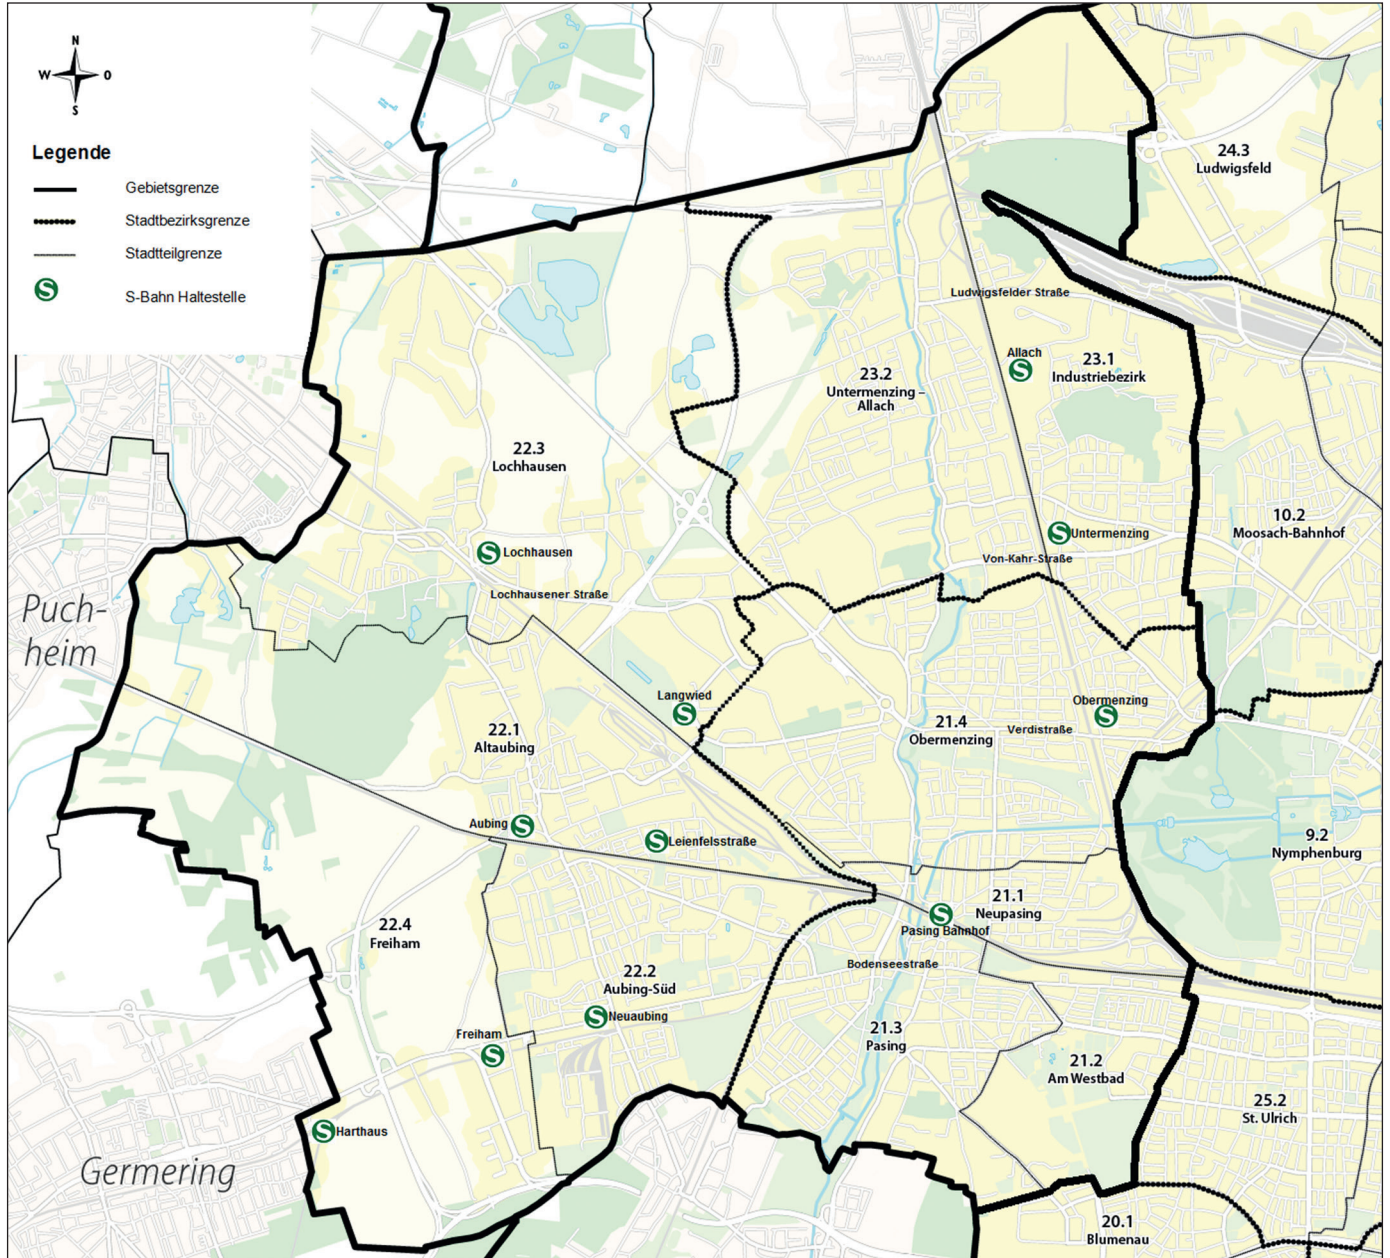 N
W
O
S
Legende
Gebietsgrenze
Stadtbezirksgrenze
Stadtteilgrenze
S
S-Bahn Haltestelle
24.3
Ludwigsfeld
Ludwigsfelder Straße
Allach
S
23.1
Industriebezirk
23.2
Untermenzing –
Allach
22.3
Lochhausen
10.2
Moosach-Bahnhof
S
Untermenzing
Von-Kahr-Straße
S
Lochhausen
Lochhausener Straße
Puch-
heim
Langwied
S
Obermenzing
S
22.1
Altaubing
21.4
Obermenzing
Verdistraße
Aubing
S
S
Leienfelsstraße
9.2
Nymphenburg
21.1
Neupasing
S
Pasing Bahnhof
22.4
Freiham
Bodenseestraße
22.2
Aubing-Süd
S
Neuaubing
Freiham
S
21.3
Pasing
21.2
Am Westbad
25.2
St. Ulrich
S
Harthaus
Germering
20.1
Blumenau